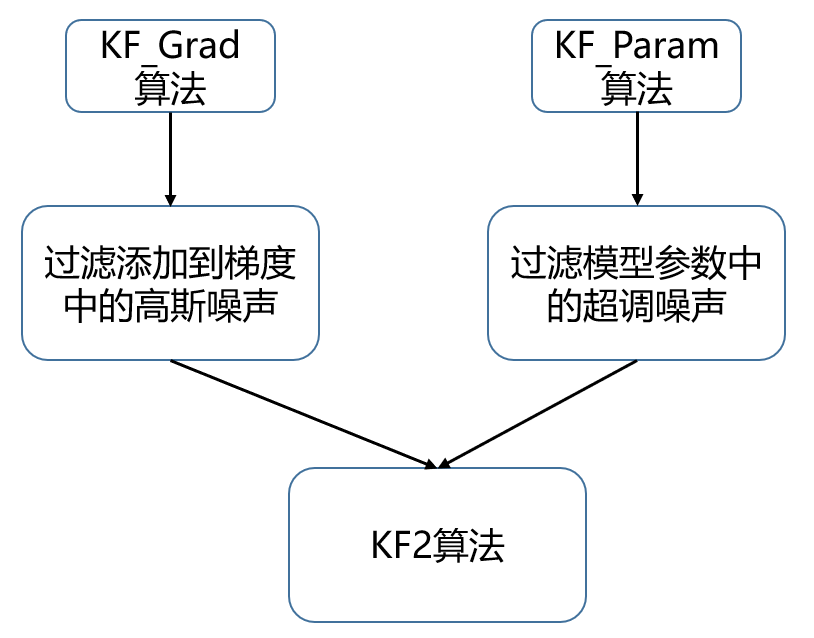 KF_Grad
算法
KF_Param
算法
过滤添加到梯度
中的高斯噪声
过滤模型参数中
的超调噪声
KF2算法